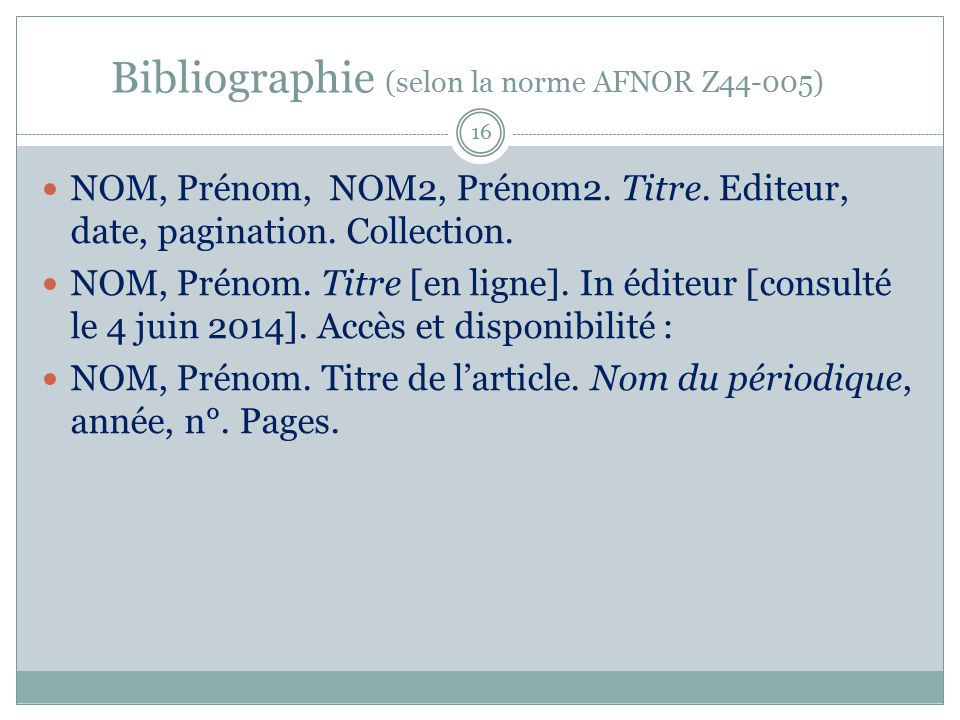 Bibliographie (selon la norme AFNOR Z44-005)
16
NOM, Prénom,  NOM2, Prénom2. Titre. Editeur,
date, pagination. Collection.
NOM, Prénom. Titre [en ligne]. In éditeur [consulté
le 4 juin 2014]. Accès et disponibilité :
NOM, Prénom. Titre de l’article. Nom du périodique,
année, n°. Pages.